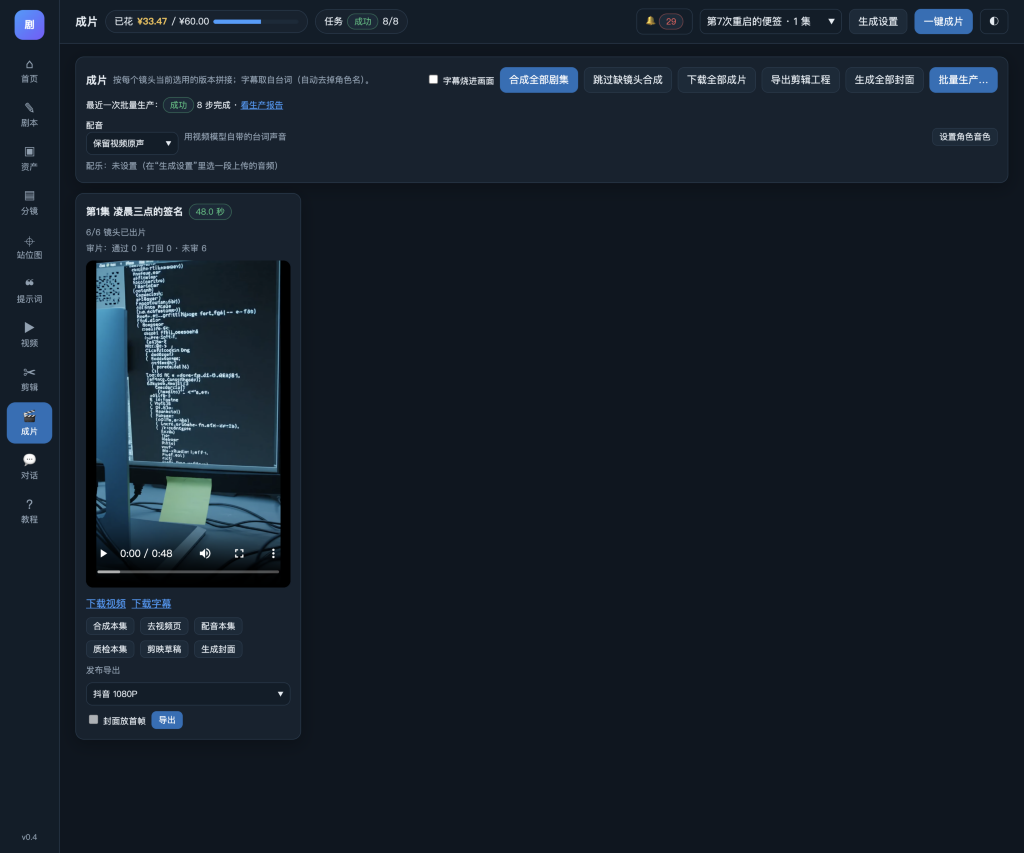 剧
成片 已花 ¥33.47 / ¥60.00 任务 成功 8/8 29 第7次重启的便签 · 1 集 生成设置 一键成片
首页
剧本
资产
分镜
站位图
提示词
视频
剪辑
成片
对话
教程
v0.4
成片 按每个镜头当前选用的版本拼接；字幕取自台词（自动去掉角色名）。 字幕烧进画面 合成全部剧集 跳过缺镜头合成 下载全部成片 导出剪辑工程 生成全部封面 批量生产…
最近一次批量生产： 成功 8 步完成 · 看生产报告
配音
保留视频原声 用视频模型自带的台词声音 设置角色音色
配乐：未设置（在“生成设置”里选一段上传的音频）
第1集 凌晨三点的签名 48.0 秒
6/6 镜头已出片
审片：通过 0 · 打回 0 · 未审 6
0:00 / 0:48
下载视频 下载字幕
合成本集 去视频页 配音本集
质检本集 剪映草稿 生成封面
发布导出
抖音 1080P
封面放首帧 导出